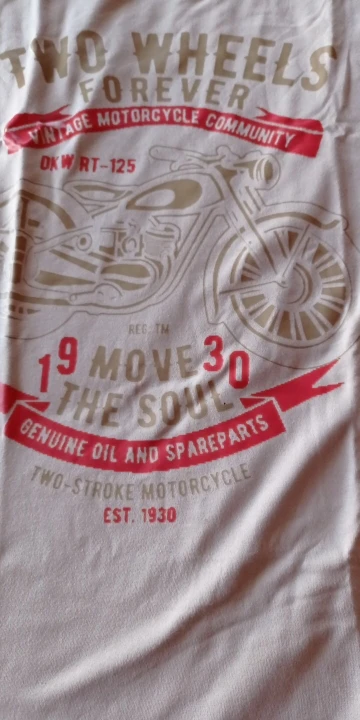 TWO WHEELS
FOREVER
VINTAGE MOTORCYCLE COMMUNITY
DKW RT-125
REG. TM
19 MOVE 30
THE SOUL
GENUINE OIL AND SPAREPARTS
TWO-STROKE MOTORCYCLE
EST. 1930